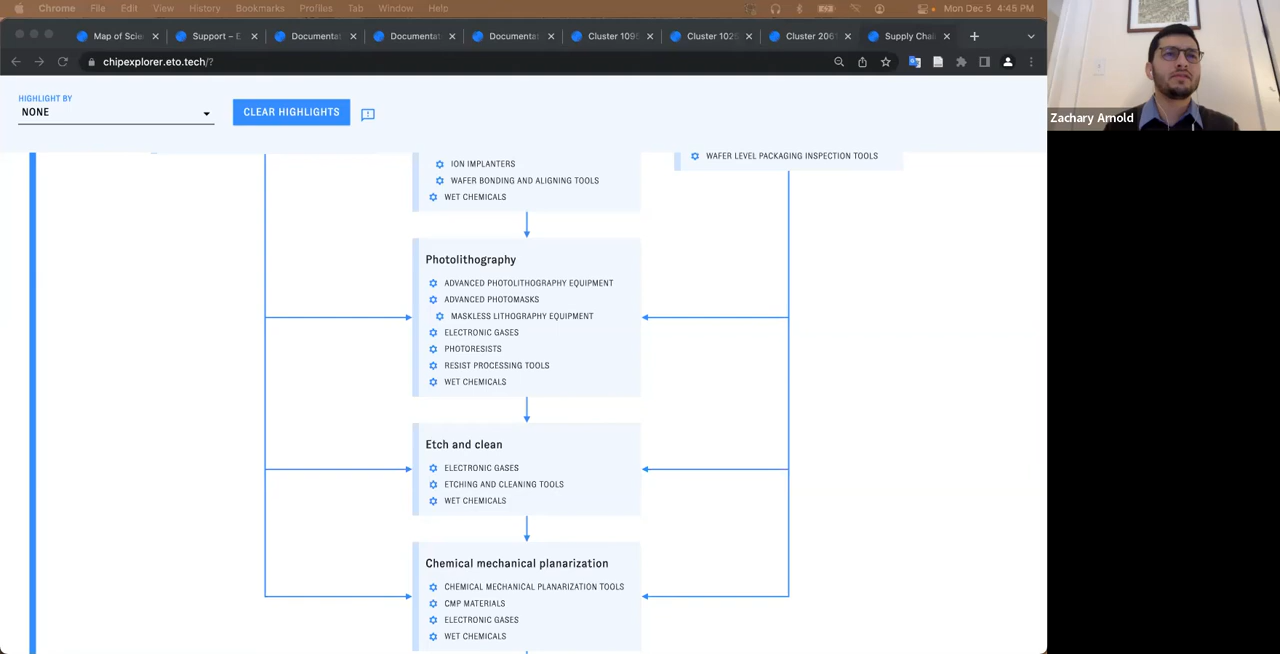 Chrome File Edit View History Bookmarks Profiles Tab Window Help Mon Dec 5 4:45 PM
Map of Scie Support – E Documentat Documentat Documentat Cluster 1095 Cluster 1025 Cluster 2061 Supply Chai
chipexplorer.eto.tech/?
HIGHLIGHT BY
NONE
CLEAR HIGHLIGHTS
Zachary Arnold
ION IMPLANTERS
WAFER BONDING AND ALIGNING TOOLS
WET CHEMICALS
WAFER LEVEL PACKAGING INSPECTION TOOLS
Photolithography
ADVANCED PHOTOLITHOGRAPHY EQUIPMENT
ADVANCED PHOTOMASKS
MASKLESS LITHOGRAPHY EQUIPMENT
ELECTRONIC GASES
PHOTORESISTS
RESIST PROCESSING TOOLS
WET CHEMICALS
Etch and clean
ELECTRONIC GASES
ETCHING AND CLEANING TOOLS
WET CHEMICALS
Chemical mechanical planarization
CHEMICAL MECHANICAL PLANARIZATION TOOLS
CMP MATERIALS
ELECTRONIC GASES
WET CHEMICALS